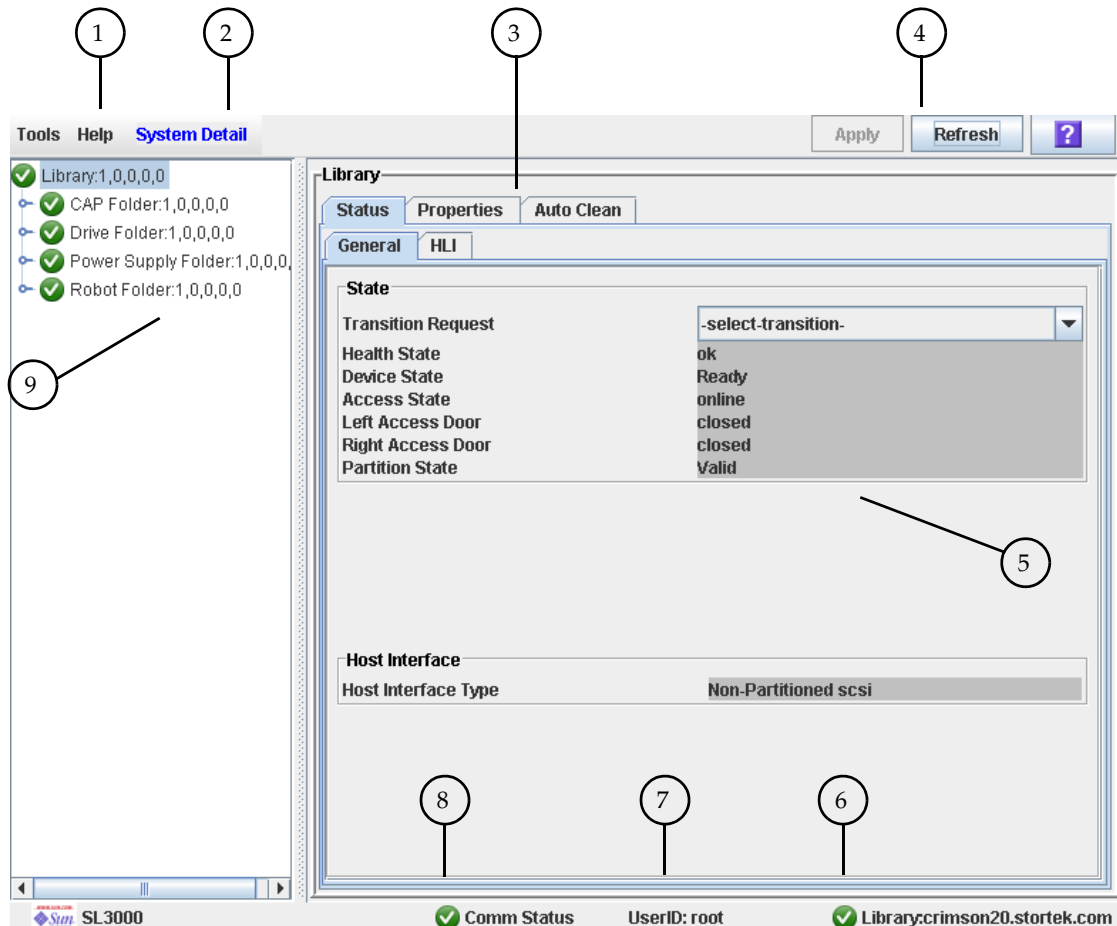 1 2 3 4
Tools Help System Detail Apply Refresh ?
Library:1,0,0,0,0
CAP Folder:1,0,0,0,0
Drive Folder:1,0,0,0,0
Power Supply Folder:1,0,0,0,
Robot Folder:1,0,0,0,0
9
Library
Status Properties Auto Clean
General HLI
State
Transition Request -select-transition-
Health State ok
Device State Ready
Access State online
Left Access Door closed
Right Access Door closed
Partition State Valid
5
Host Interface
Host Interface Type Non-Partitioned scsi
8 7 6
Sun SL3000 Comm Status UserID: root Library:crimson20.stortek.com